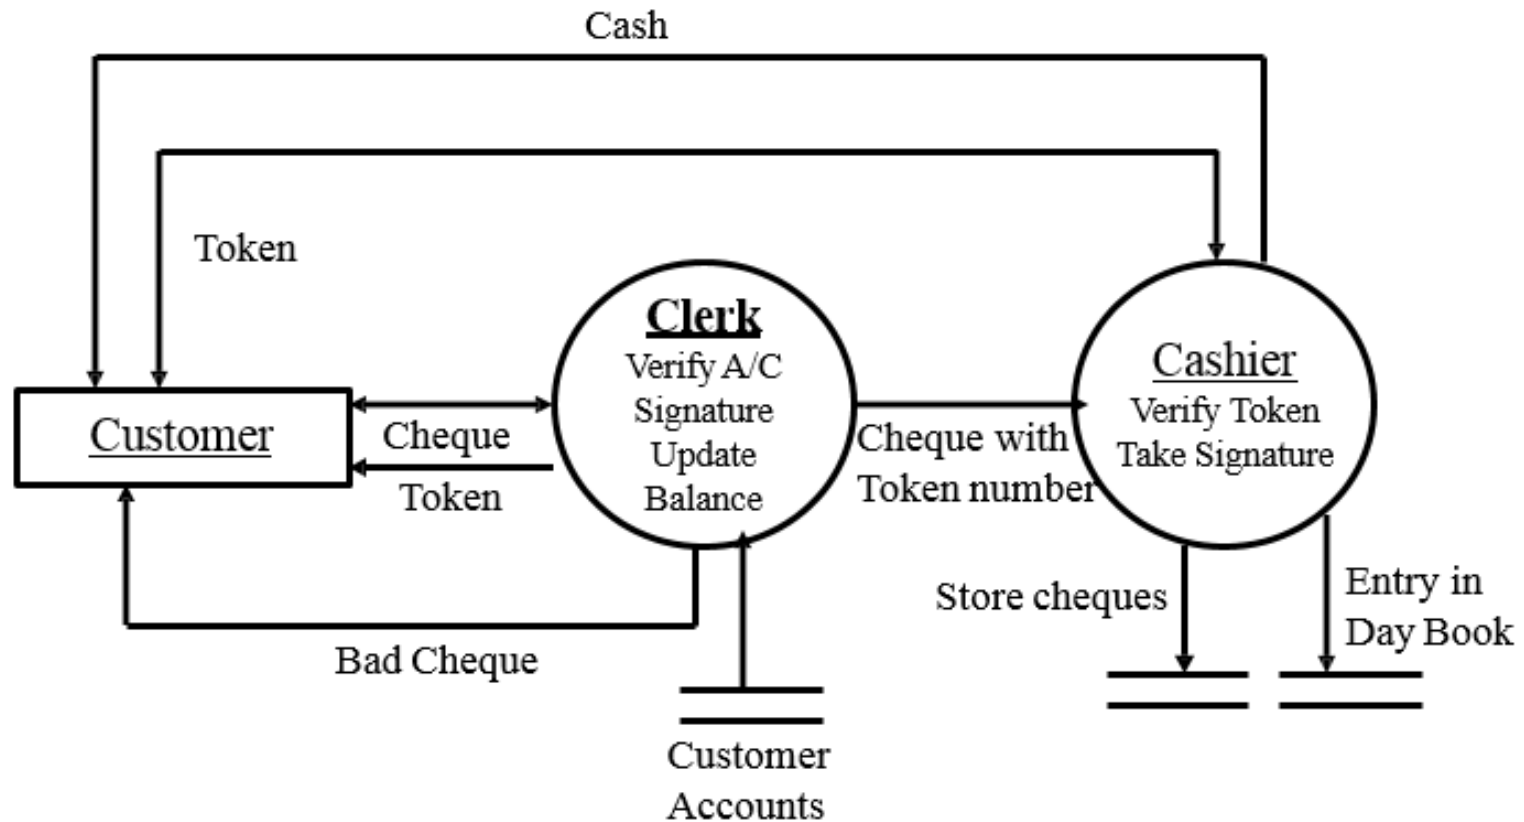 Cash
Token
Clerk
Verify A/C
Signature
Update
Balance
Cashier
Verify Token
Take Signature
Customer
Cheque
Token
Cheque with
Token number
Bad Cheque
Store cheques
Entry in
Day Book
Customer
Accounts